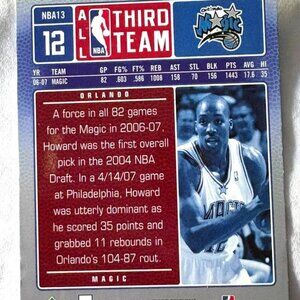 NBA13
12
ALL
NBA
THIRD
TEAM
Orlando
MAGIC
YR TEAM GP FG% FT% REB AST STL BLK PTS AVG HI
06-07 MAGIC 82 .603 .586 1008 158 70 156 1443 17.6 35
ORLANDO
A force in all 82 games
for the Magic in 2006-07,
Howard was the first overall
pick in the 2004 NBA
Draft. In a 4/14/07 game
at Philadelphia, Howard
was utterly dominant as
he scored 35 points and
grabbed 11 rebounds in
Orlando's 104-87 rout.
MAGIC